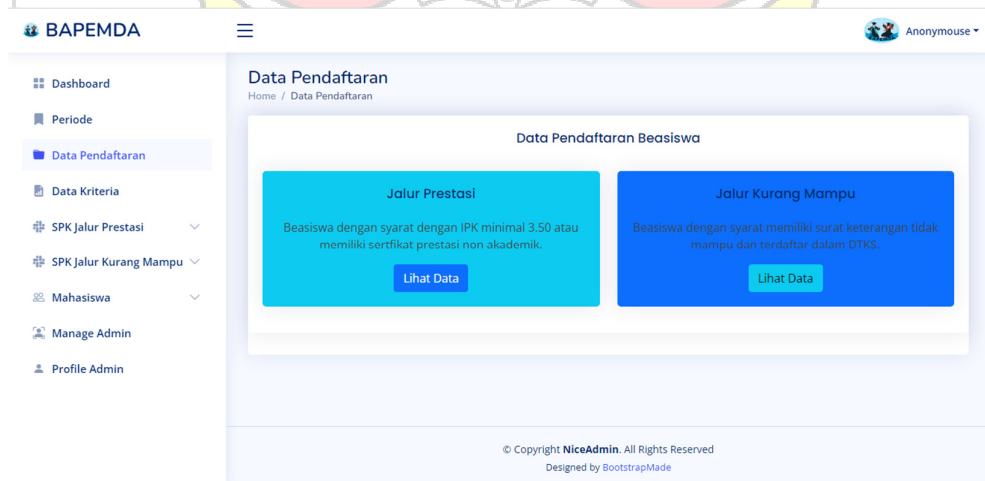 BAPEMDA
Anonymouse
Dashboard
Periode
Data Pendaftaran
Data Kriteria
SPK Jalur Prestasi
SPK Jalur Kurang Mampu
Mahasiswa
Manage Admin
Profile Admin
Data Pendaftaran
Home / Data Pendaftaran
Data Pendaftaran Beasiswa
Jalur Prestasi
Beasiswa dengan syarat dengan IPK minimal 3.50 atau
memiliki sertfikat prestasi non akademik.
Lihat Data
Jalur Kurang Mampu
Beasiswa dengan syarat memiliki surat keterangan tidak
mampu dan terdaftar dalam DTKS.
Lihat Data
© Copyright NiceAdmin. All Rights Reserved
Designed by BootstrapMade